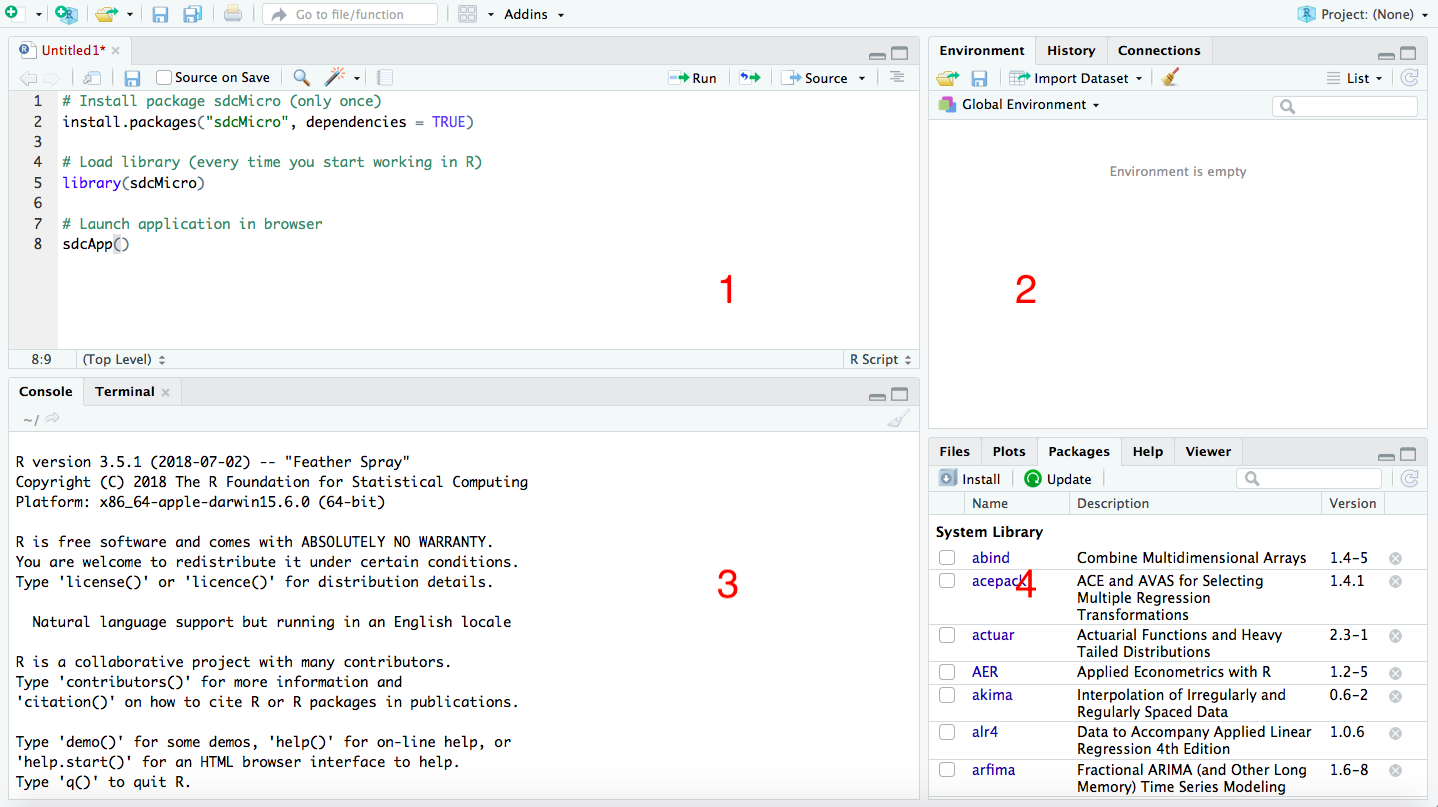 Go to file/function
Addins
Project: (None)
Untitled1*
Source on Save
Run
Source
1 # Install package sdcMicro (only once)
2 install.packages("sdcMicro", dependencies = TRUE)
3
4 # Load library (every time you start working in R)
5 library(sdcMicro)
6
7 # Launch application in browser
8 sdcApp()
1
8:9 (Top Level) R Script
Environment History Connections
Import Dataset List
Global Environment
Environment is empty
2
Console Terminal
~/
R version 3.5.1 (2018-07-02) -- "Feather Spray"
Copyright (C) 2018 The R Foundation for Statistical Computing
Platform: x86_64-apple-darwin15.6.0 (64-bit)
R is free software and comes with ABSOLUTELY NO WARRANTY.
You are welcome to redistribute it under certain conditions.
Type 'license()' or 'licence()' for distribution details.
3
Natural language support but running in an English locale
R is a collaborative project with many contributors.
Type 'contributors()' for more information and
'citation()' on how to cite R or R packages in publications.
Type 'demo()' for some demos, 'help()' for on-line help, or
'help.start()' for an HTML browser interface to help.
Type 'q()' to quit R.
Files Plots Packages Help Viewer
Install Update
Name Description Version
System Library
abind Combine Multidimensional Arrays 1.4-5
acepack ACE and AVAS for Selecting 1.4.1
4
Multiple Regression
Transformations
actuar Actuarial Functions and Heavy 2.3-1
Tailed Distributions
AER Applied Econometrics with R 1.2-5
akima Interpolation of Irregularly and 0.6-2
Regularly Spaced Data
alr4 Data to Accompany Applied Linear 1.0.6
Regression 4th Edition
arfima Fractional ARIMA (and Other Long 1.6-8
Memory) Time Series Modeling